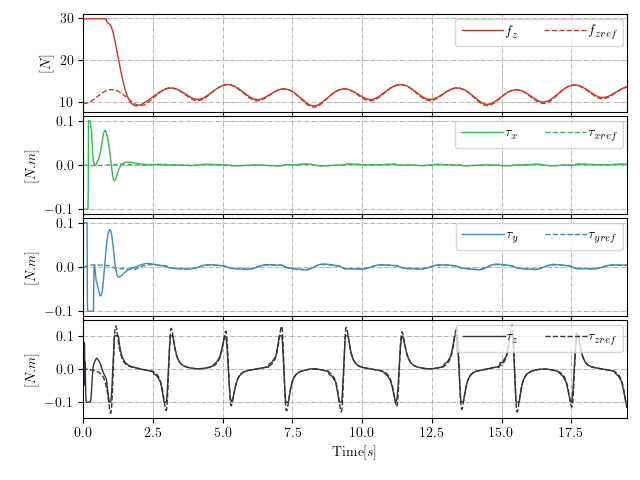 30
20
10
[N]
f_z
f_zref
0.1
0.0
−0.1
[N.m]
τ_x
τ_xref
0.1
0.0
−0.1
[N.m]
τ_y
τ_yref
0.1
0.0
−0.1
[N.m]
τ_z
τ_zref
0.0 2.5 5.0 7.5 10.0 12.5 15.0 17.5
Time[s]